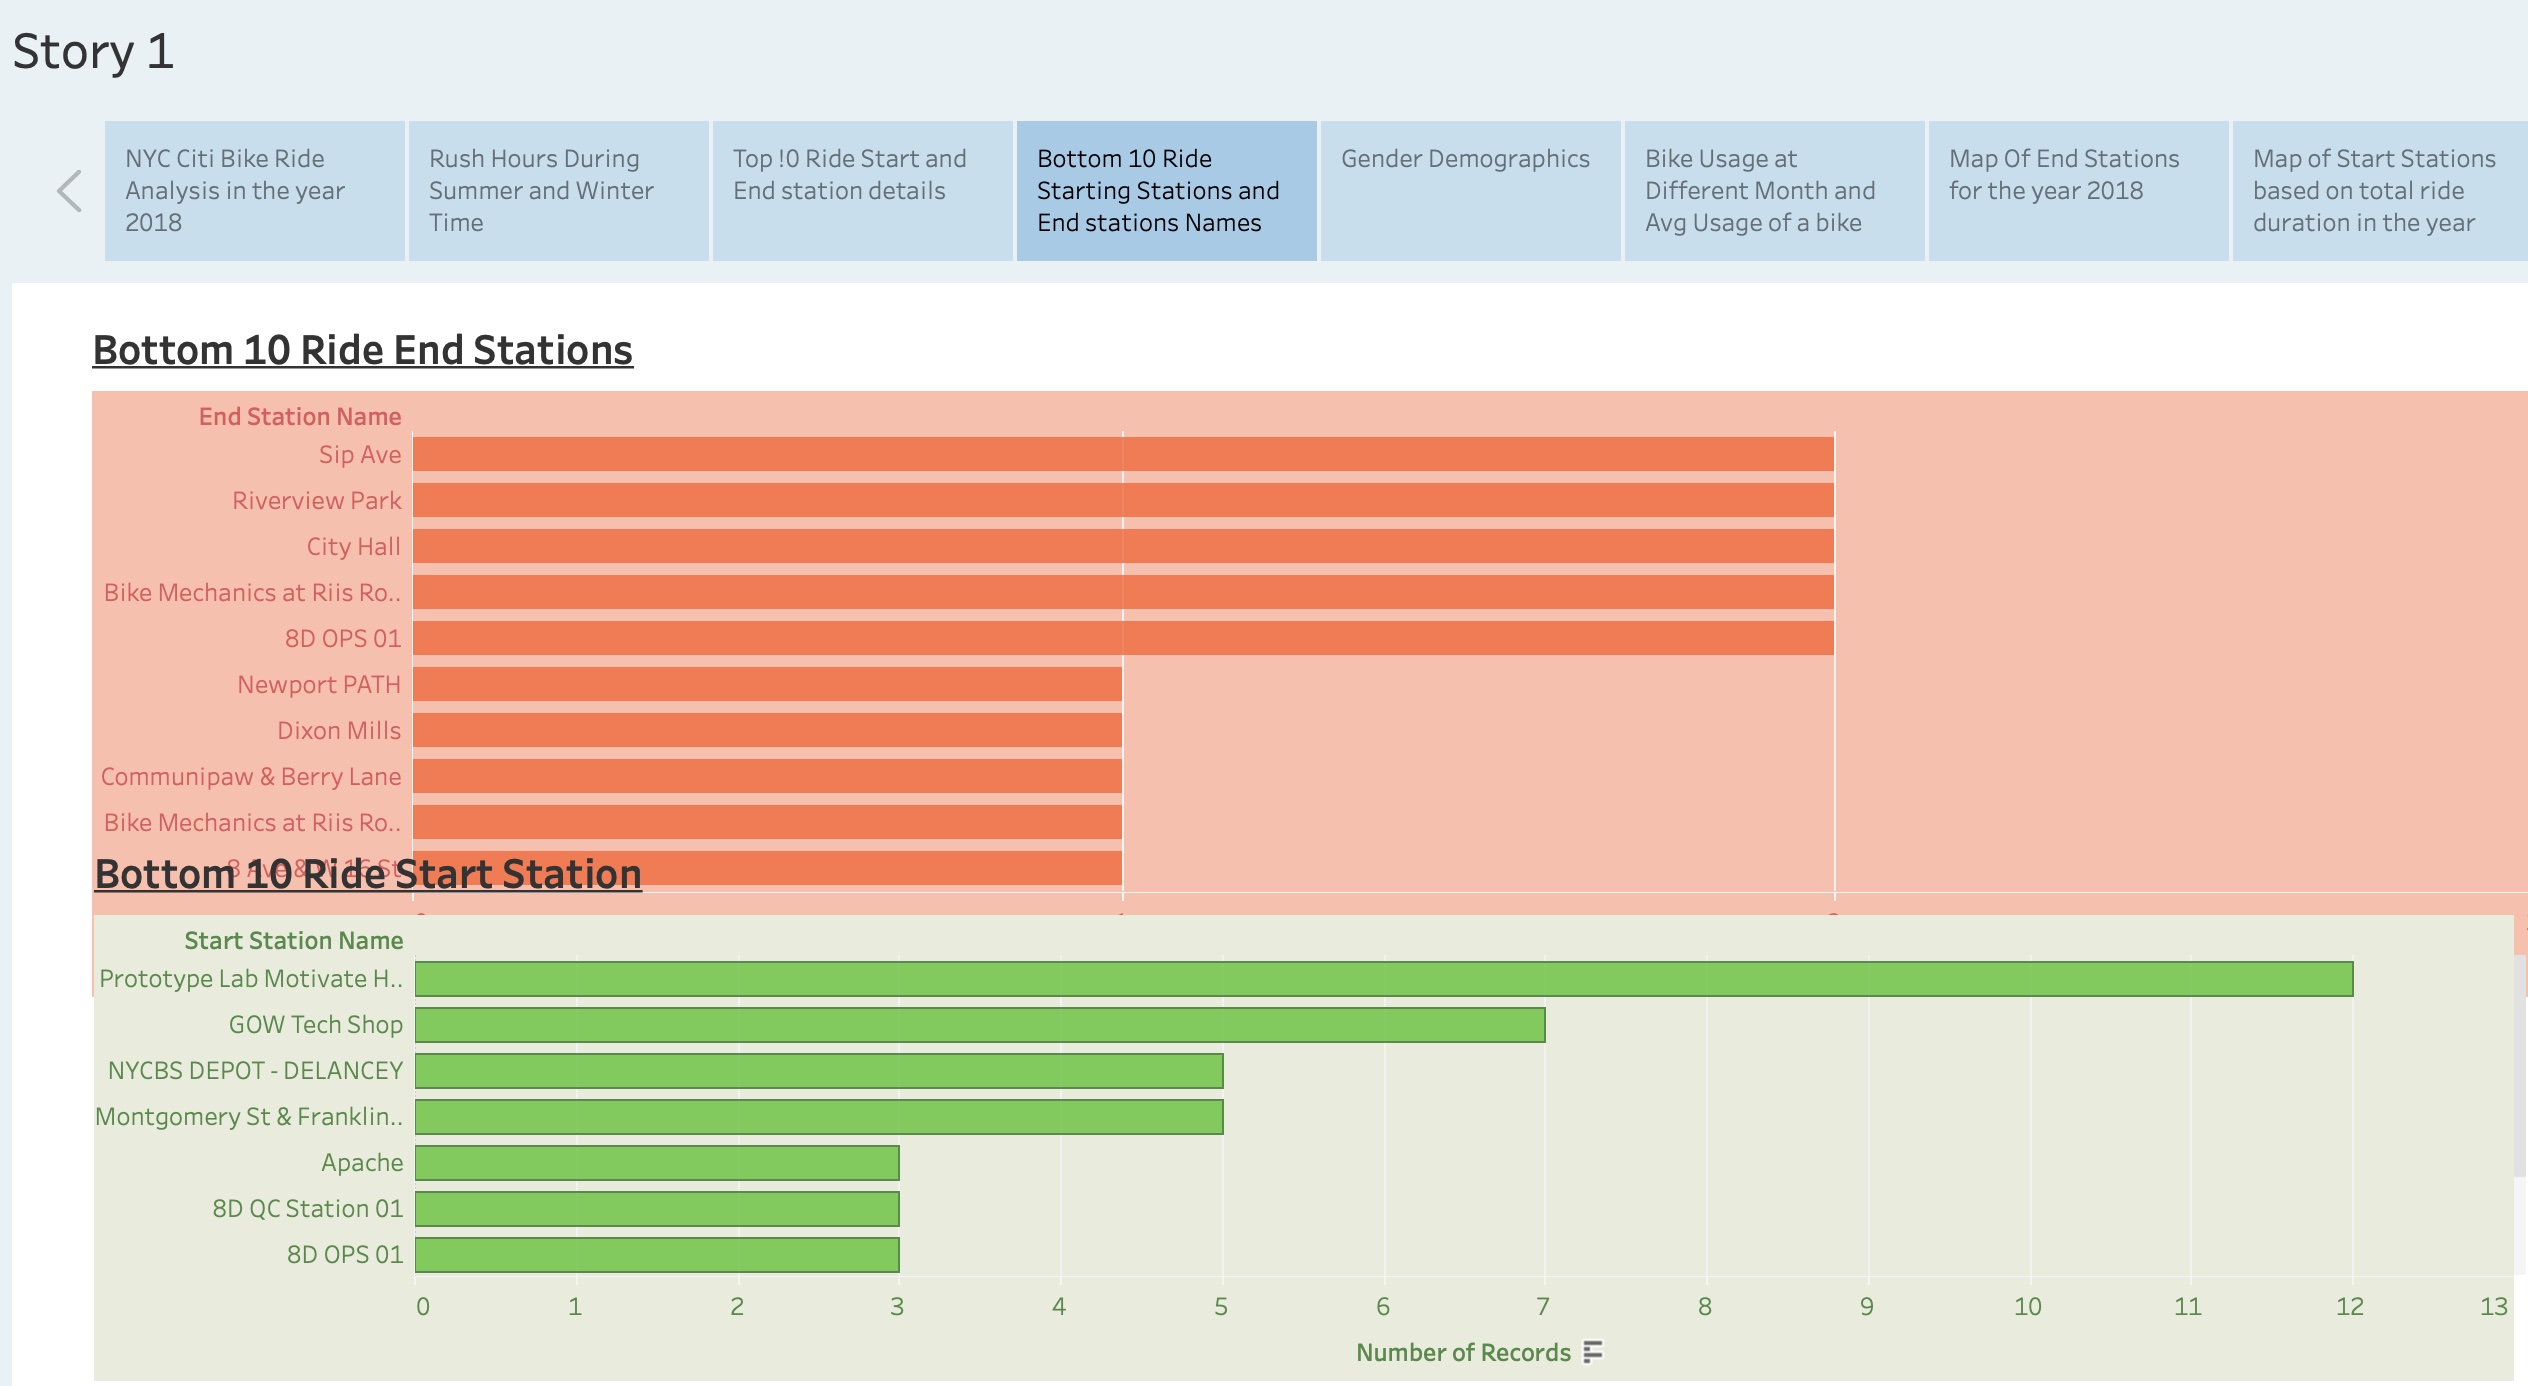 Story 1
NYC Citi Bike Ride
Analysis in the year
2018
Rush Hours During
Summer and Winter
Time
Top !0 Ride Start and
End station details
Bottom 10 Ride
Starting Stations and
End stations Names
Gender Demographics
Bike Usage at
Different Month and
Avg Usage of a bike
Map Of End Stations
for the year 2018
Map of Start Stations
based on total ride
duration in the year
Bottom 10 Ride End Stations
End Station Name
Sip Ave
Riverview Park
City Hall
Bike Mechanics at Riis Ro..
8D OPS 01
Newport PATH
Dixon Mills
Communipaw & Berry Lane
Bike Mechanics at Riis Ro..
8 Ave & W 16 St
Bottom 10 Ride Start Station
Start Station Name
Prototype Lab Motivate H..
GOW Tech Shop
NYCBS DEPOT - DELANCEY
Montgomery St & Franklin..
Apache
8D QC Station 01
8D OPS 01
0 1 2 3 4 5 6 7 8 9 10 11 12 13
Number of Records